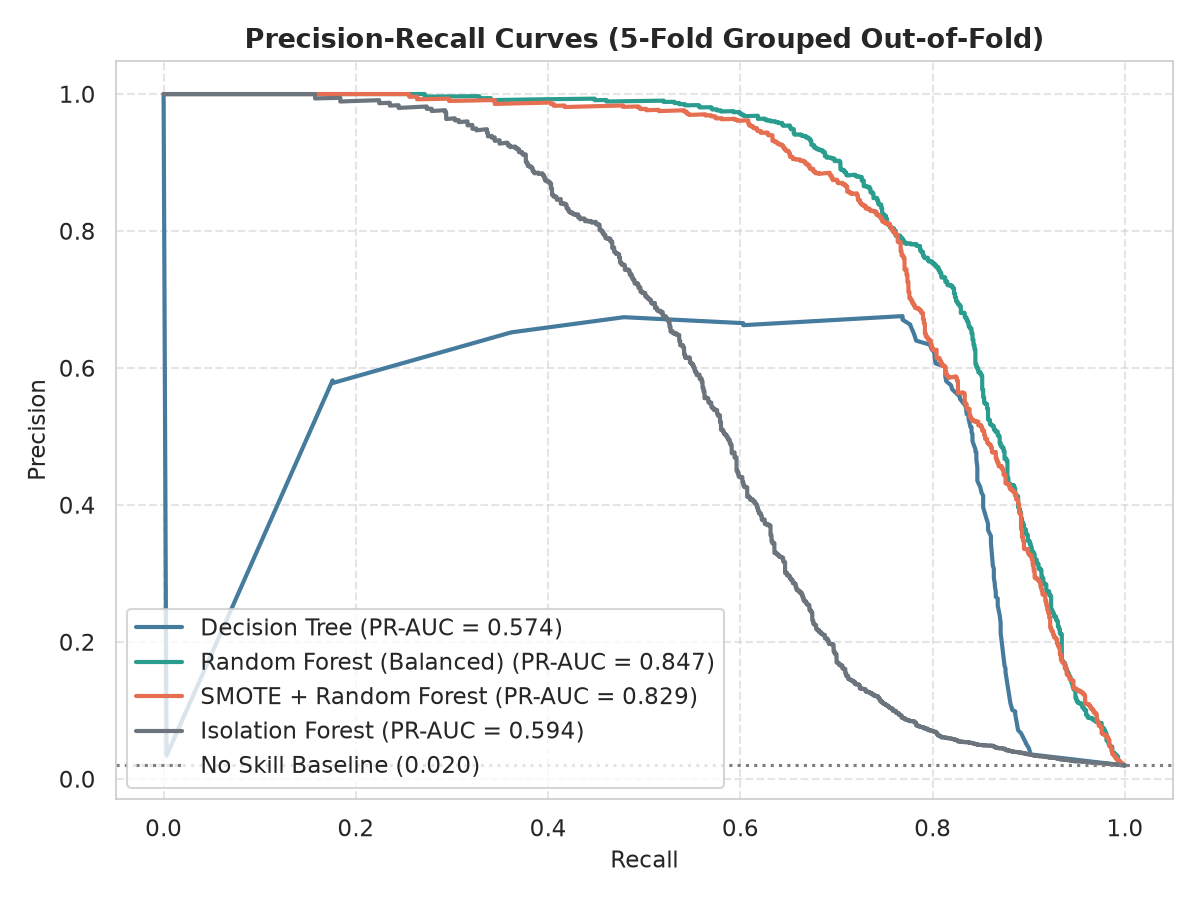 Precision-Recall Curves (5-Fold Grouped Out-of-Fold)
1.0
0.8
0.6
0.4
0.2
0.0
Precision
Decision Tree (PR-AUC = 0.574)
Random Forest (Balanced) (PR-AUC = 0.847)
SMOTE + Random Forest (PR-AUC = 0.829)
Isolation Forest (PR-AUC = 0.594)
No Skill Baseline (0.020)
0.0 0.2 0.4 0.6 0.8 1.0
Recall